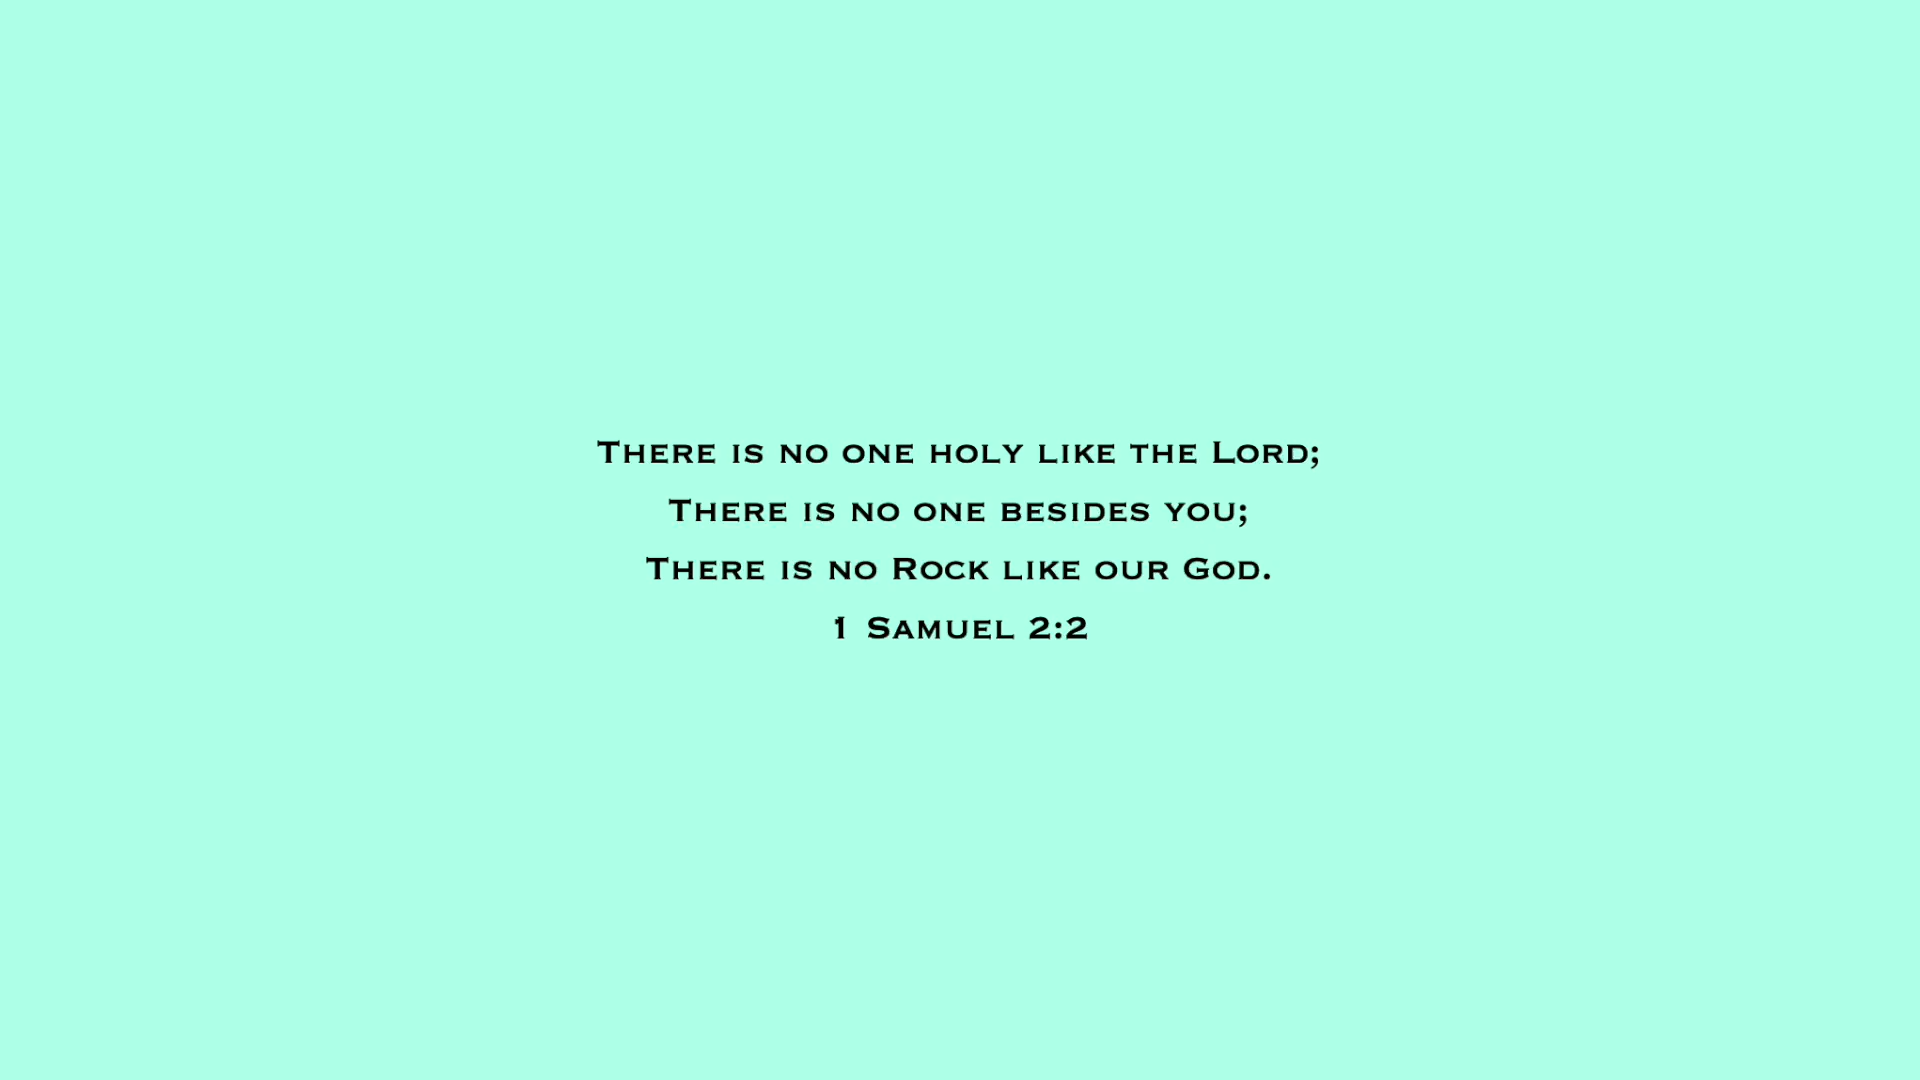 There is no one holy like the Lord;
There is no one besides you;
There is no Rock like our God.
1 Samuel 2:2